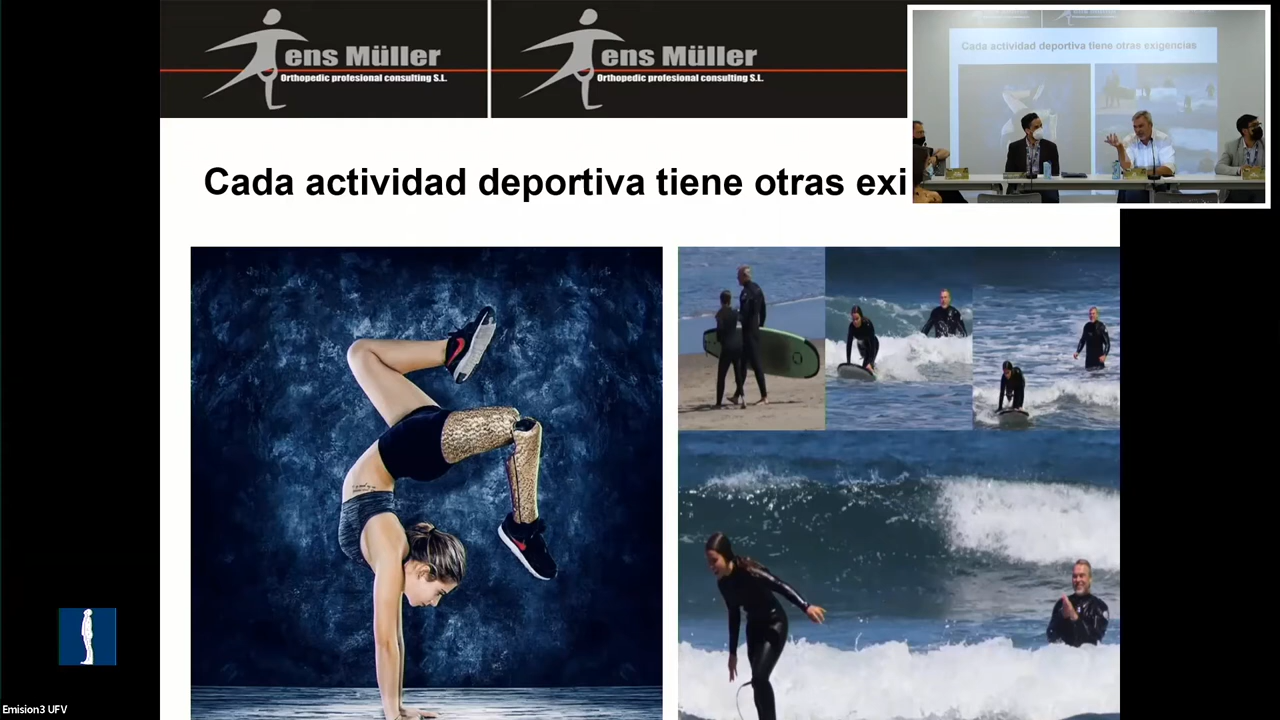 ens Müller
Orthopedic profesional consulting S.L.
ens Müller
Orthopedic profesional consulting S.L.
Cada actividad deportiva tiene otras exigencias
Cada actividad deportiva tiene otras exi
Emision3 UFV